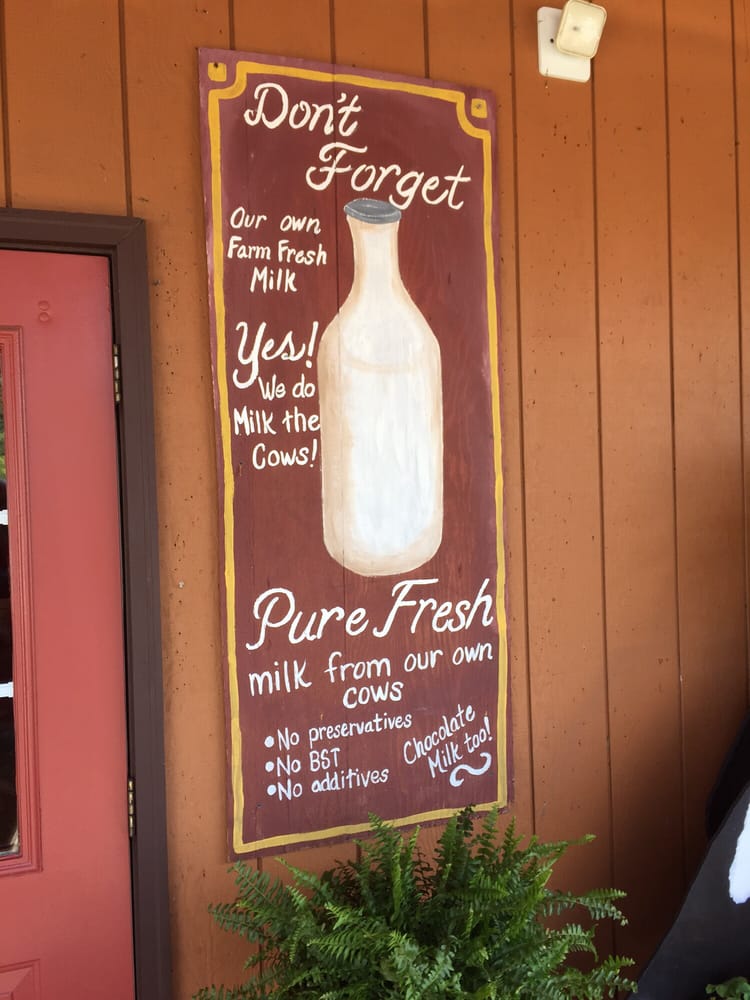 Don't
Forget
Our own
Farm Fresh
Milk
Yes!
We do
Milk the
Cows!
Pure Fresh
milk from our own
cows
•No preservatives
•No BST
•No additives
Chocolate
Milk too!